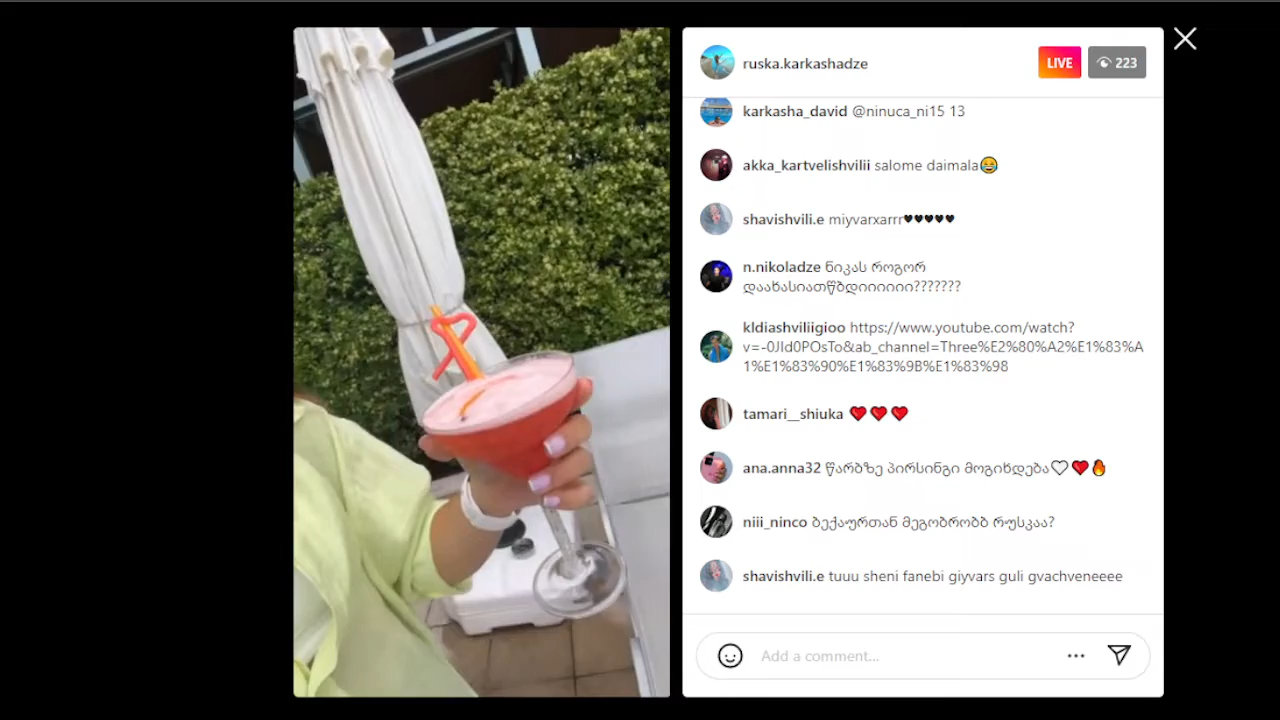 ruska.karkashadze
LIVE
223
karkasha_david @ninuca_ni15 13
akka_kartvelishvilii salome daimala😂
shavishvili.e miyvarxarrr♥♥♥♥♥
n.nikoladze ნიკას როგორ
დაახასიათწბდიიიიიი???????
kldiashviliigioo https://www.youtube.com/watch?
v=-0JId0POsTo&ab_channel=Three%E2%80%A2%E1%83%A
1%E1%83%90%E1%83%9B%E1%83%98
tamari__shiuka ❤❤❤
ana.anna32 წარბზე პირსინგი მოგიხდება🤍❤🔥
niii_ninco ბექაურთან მეგობრობბ რუსკაა?
shavishvili.e tuuu sheni fanebi giyvars guli gvachveneeee
Add a comment...